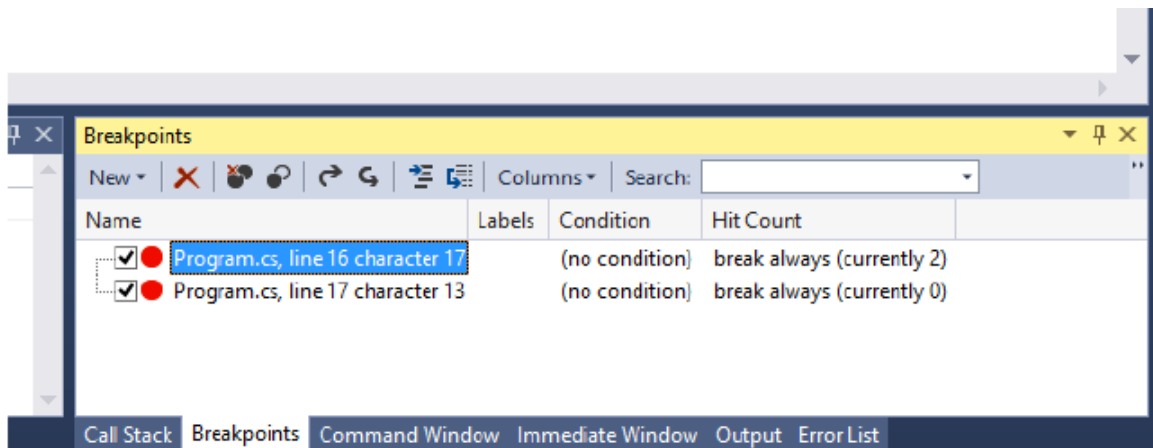 Breakpoints
New Columns Search:
Name Labels Condition Hit Count
Program.cs, line 16 character 17 (no condition) break always (currently 2)
Program.cs, line 17 character 13 (no condition) break always (currently 0)
Call Stack Breakpoints Command Window Immediate Window Output Error List